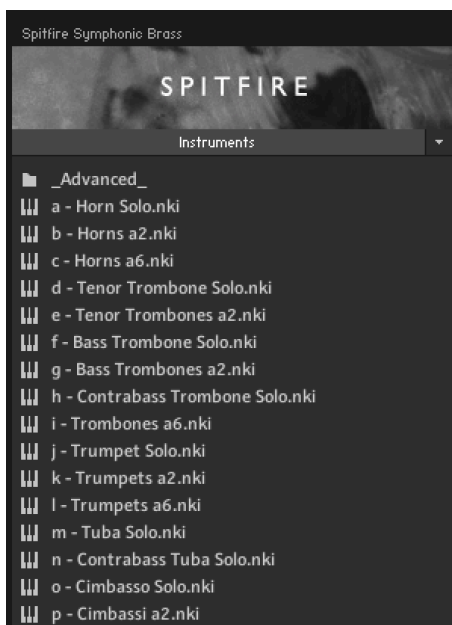 Spitfire Symphonic Brass
SPITFIRE
Instruments
_Advanced_
a - Horn Solo.nki
b - Horns a2.nki
c - Horns a6.nki
d - Tenor Trombone Solo.nki
e - Tenor Trombones a2.nki
f - Bass Trombone Solo.nki
g - Bass Trombones a2.nki
h - Contrabass Trombone Solo.nki
i - Trombones a6.nki
j - Trumpet Solo.nki
k - Trumpets a2.nki
l - Trumpets a6.nki
m - Tuba Solo.nki
n - Contrabass Tuba Solo.nki
o - Cimbasso Solo.nki
p - Cimbassi a2.nki